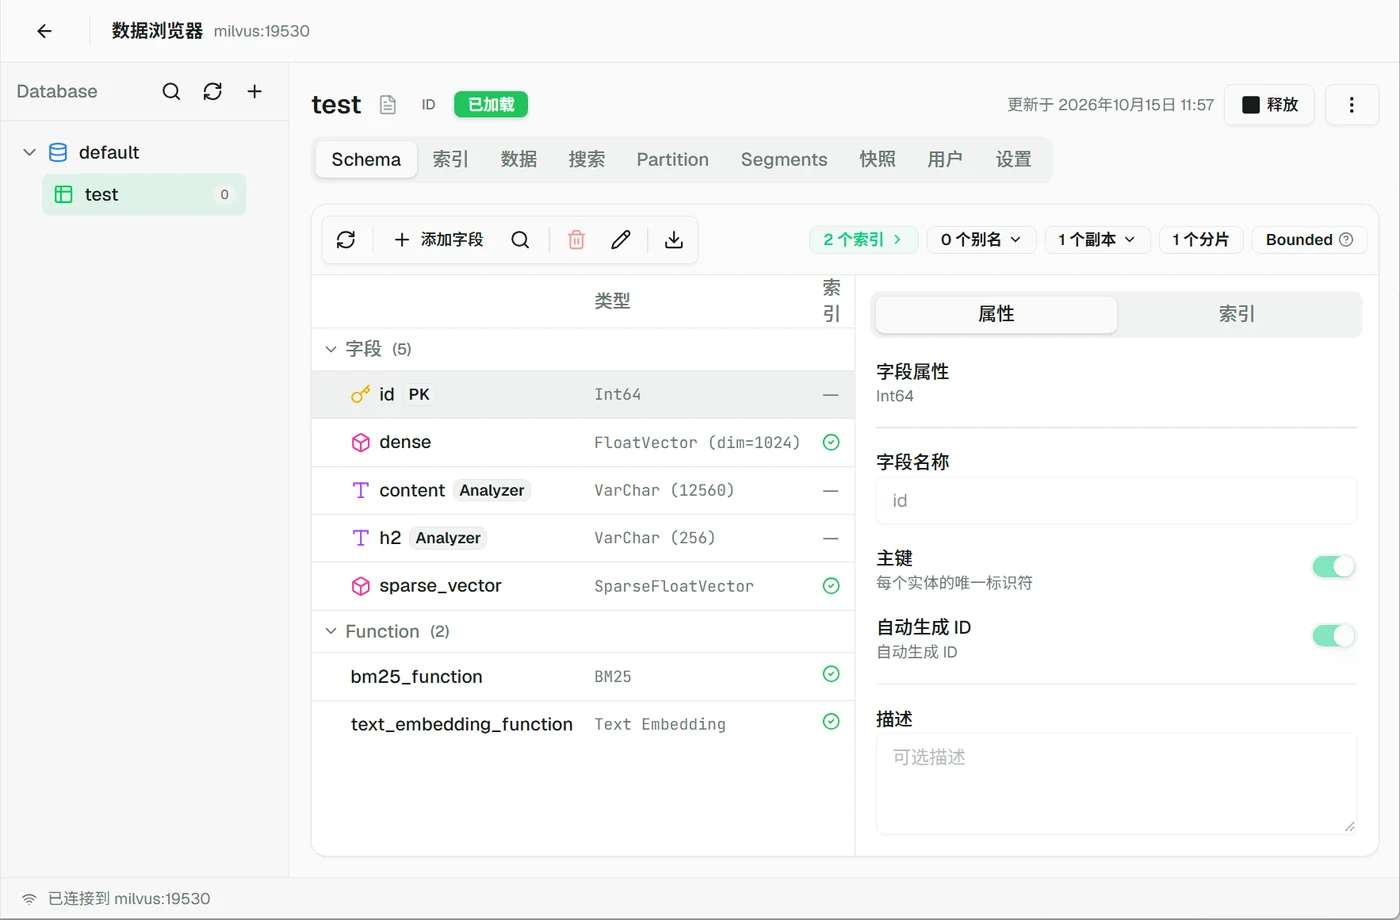 数据浏览器 milvus:19530
Database
default
test 0
test ID 已加载 更新于 2026年10月15日 11:57 释放
Schema 索引 数据 搜索 Partition Segments 快照 用户 设置
添加字段 2 个索引 0 个别名 1 个副本 1 个分片 Bounded
类型 索引
字段 (5)
id PK Int64 —
dense FloatVector (dim=1024)
content Analyzer VarChar (12560) —
h2 Analyzer VarChar (256) —
sparse_vector SparseFloatVector
Function (2)
bm25_function BM25
text_embedding_function Text Embedding
属性 索引
字段属性
Int64
字段名称
id
主键
每个实体的唯一标识符
自动生成 ID
自动生成 ID
描述
可选描述
已连接到 milvus:19530